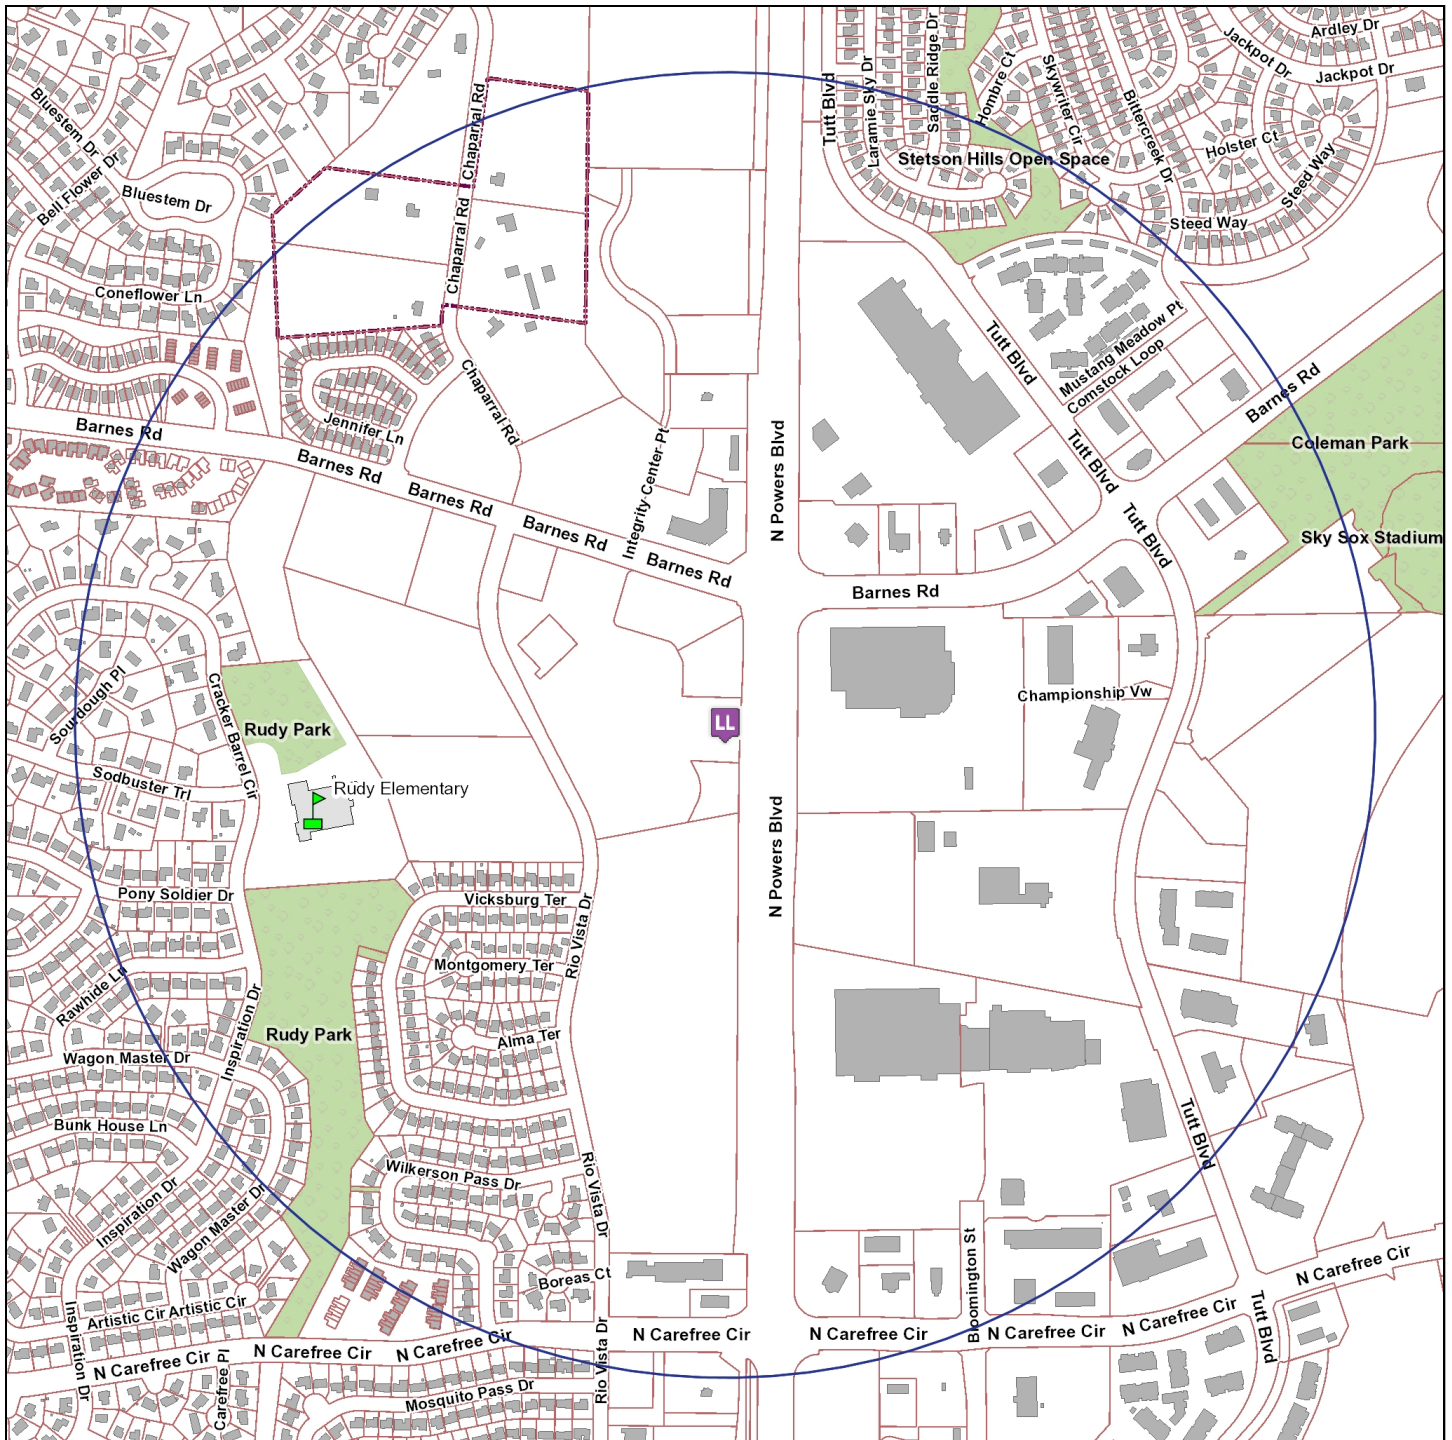 Ardley Dr
Jackpot Dr
Jackpot Dr
Saddle Ridge Dr
Hombre Ct
Skywriter Cir
Laramie Sky Dr
Tutt Blvd
Bittercreek Dr
Holster Ct
Steed Way
Stetson Hills Open Space
Steed Way
Bluestem Dr
Bell Flower Dr
Bluestem Dr
Chaparral Rd
Chaparral Rd
Coneflower Ln
Mustang Meadow Pt
Comstock Loop
Tutt Blvd
Barnes Rd
Coleman Park
Chaparral Rd
Jennifer Ln
Barnes Rd
Barnes Rd
Barnes Rd
Barnes Rd
Barnes Rd
Integrity Center Pt
N Powers Blvd
Tutt Blvd
Tutt Blvd
Sky Sox Stadium
Barnes Rd
Sourdough Pl
Cracker Barrel Cir
Rudy Park
LL
Championship Vw
Sodbuster Trl
Rudy Elementary
N Powers Blvd
Pony Soldier Dr
Vicksburg Ter
Rio Vista Dr
Montgomery Ter
Rawhide Ln
Inspiration Dr
Rudy Park
Alma Ter
Wagon Master Dr
Bunk House Ln
Wilkerson Pass Dr
Rio Vista Dr
Tutt Blvd
Inspiration Dr
Wagon Master Dr
Boreas Ct
Bloomington St
N Carefree Cir
Artistic Cir
Artistic Cir
N Carefree Cir
N Carefree Cir
N Carefree Cir
N Carefree Cir
N Carefree Cir
N Carefree Cir
N Carefree Cir
Tutt Blvd
Inspiration Dr
Carefree Pl
Mosquito Pass Dr
Rio Vista Dr